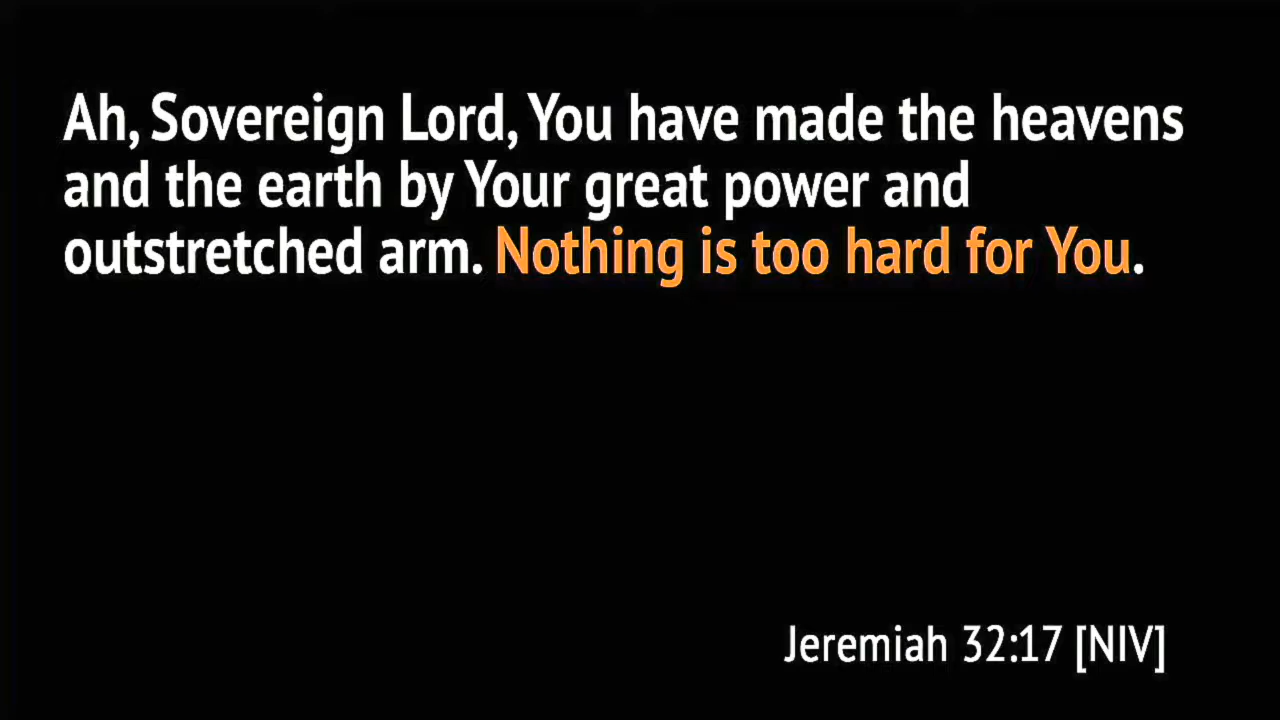 Ah, Sovereign Lord, You have made the heavens
and the earth by Your great power and
outstretched arm. Nothing is too hard for You.
Jeremiah 32:17 [NIV]